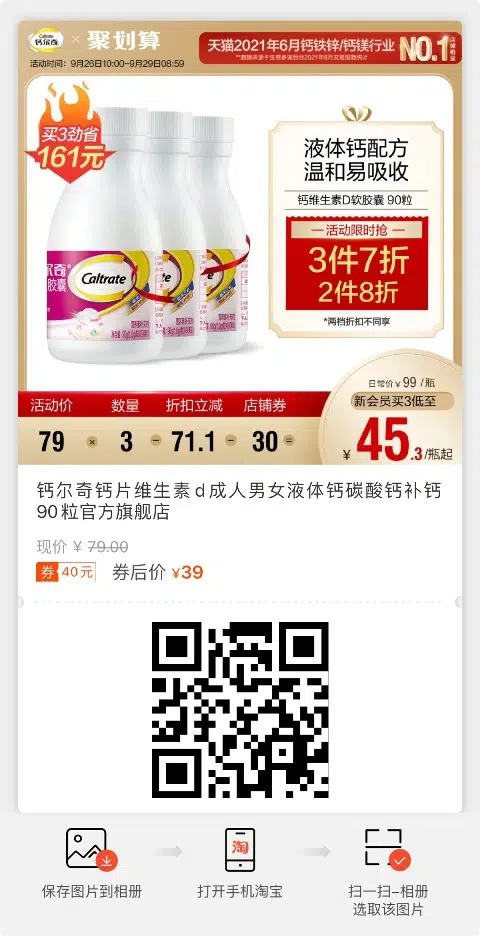 Caltrate
钙尔奇
× 聚划算
活动时间：9月26日10:00~9月29日08:59
天猫2021年6月钙铁锌/钙镁行业
NO.1
买3劲省
161元
液体钙配方
温和易吸收
钙维生素D软胶囊 90粒
活动限时抢
3件7折
2件8折
*两档折扣不同享
尔奇
胶囊
Caltrate
活动价 数量 折扣立减 店铺券
79 × 3 - 71.1 - 30 =
日常价￥99 /瓶
新会员买3低至
￥45.3/瓶起
钙尔奇钙片维生素d成人男女液体钙碳酸钙补钙
90粒官方旗舰店
现价 ￥79.00
券 40元 券后价 ￥39
淘
保存图片到相册
打开手机淘宝
扫一扫-相册
选取该图片